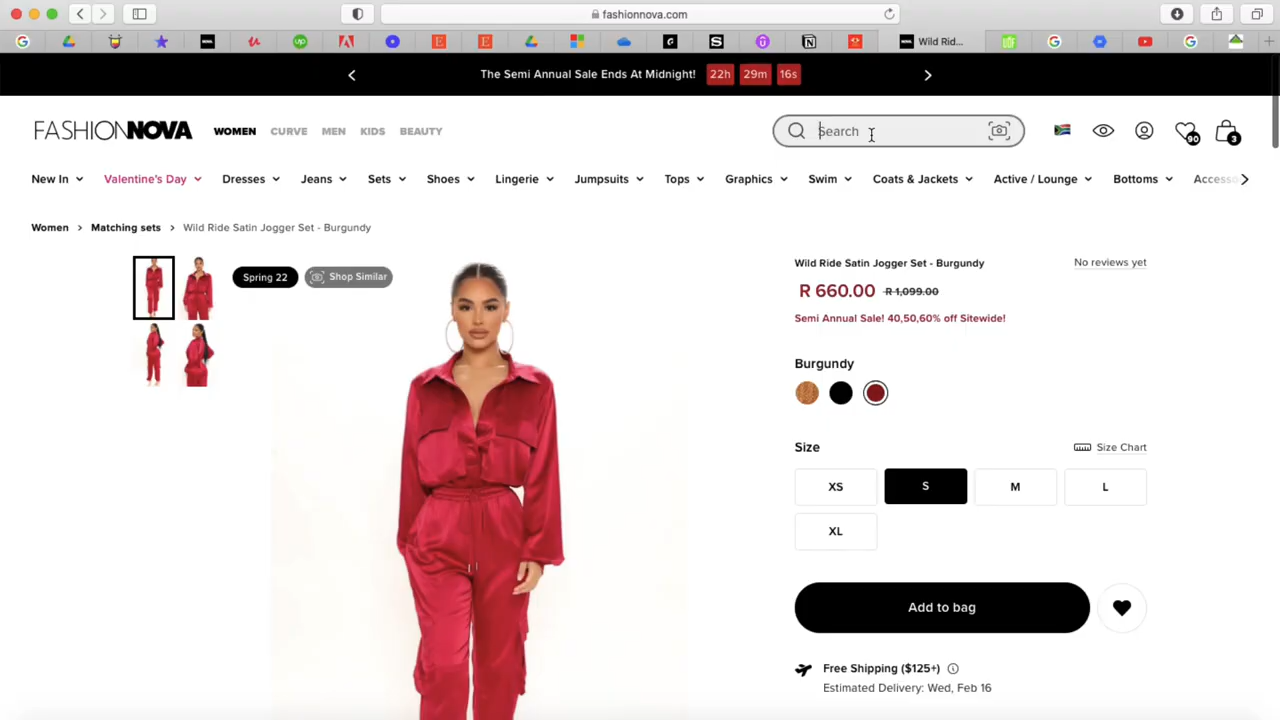 fashionnova.com
Wild Rid...
The Semi Annual Sale Ends At Midnight! 22h 29m 16s
FASHIONNOVA WOMEN CURVE MEN KIDS BEAUTY
Search
90
3
New In Valentine's Day Dresses Jeans Sets Shoes Lingerie Jumpsuits Tops Graphics Swim Coats & Jackets Active / Lounge Bottoms Accesso
Women > Matching sets > Wild Ride Satin Jogger Set - Burgundy
Spring 22
Shop Similar
Wild Ride Satin Jogger Set - Burgundy
No reviews yet
R 660.00 R 1,099.00
Semi Annual Sale! 40,50,60% off Sitewide!
Burgundy
Size
Size Chart
XS S M L
XL
Add to bag
Free Shipping ($125+)
Estimated Delivery: Wed, Feb 16